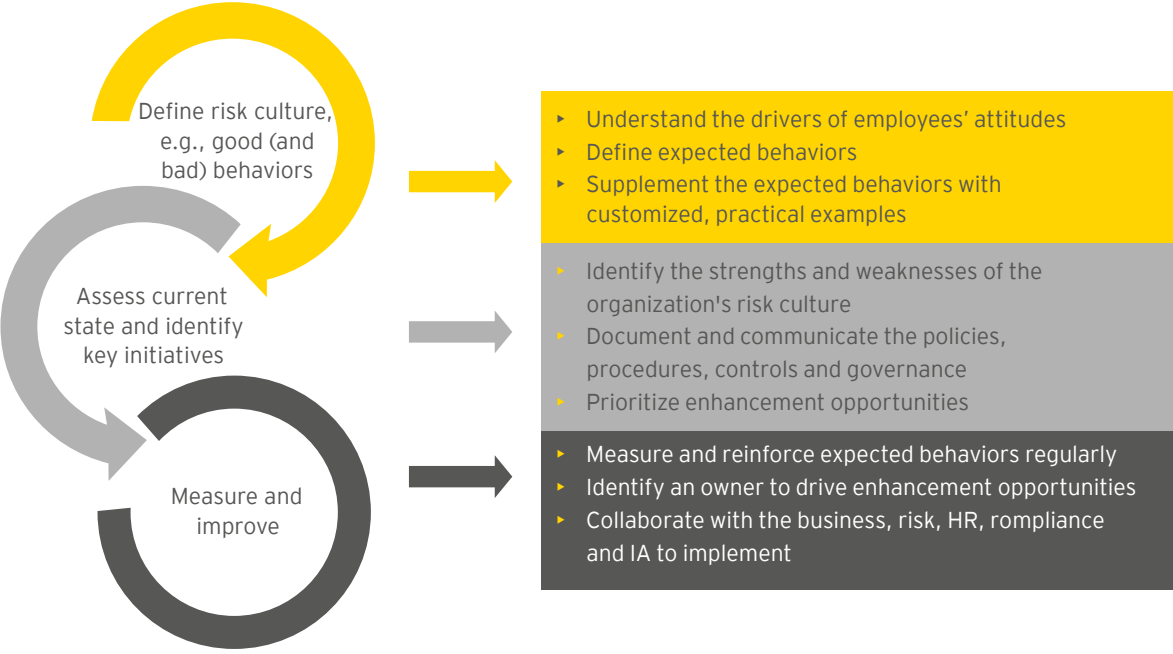 Define risk culture,
e.g., good (and
bad) behaviors
Understand the drivers of employees’ attitudes
Define expected behaviors
Supplement the expected behaviors with
customized, practical examples
Assess current
state and identify
key initiatives
Identify the strengths and weaknesses of the
organization's risk culture
Document and communicate the policies,
procedures, controls and governance
Prioritize enhancement opportunities
Measure and
improve
Measure and reinforce expected behaviors regularly
Identify an owner to drive enhancement opportunities
Collaborate with the business, risk, HR, rompliance
and IA to implement